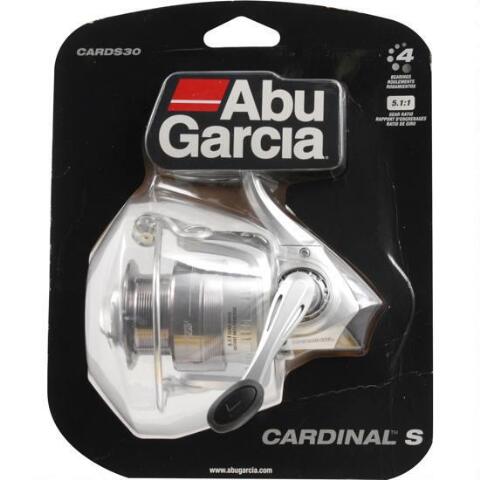 CARDS30
4
BEARINGS
ROULEMENTS
RODAMIENTOS
5.1:1
GEAR RATIO
RAPPORT D'ENGRENAGES
RATIO DE GIRO
Abu
Garcia
CARDINAL™ S
www.abugarcia.com